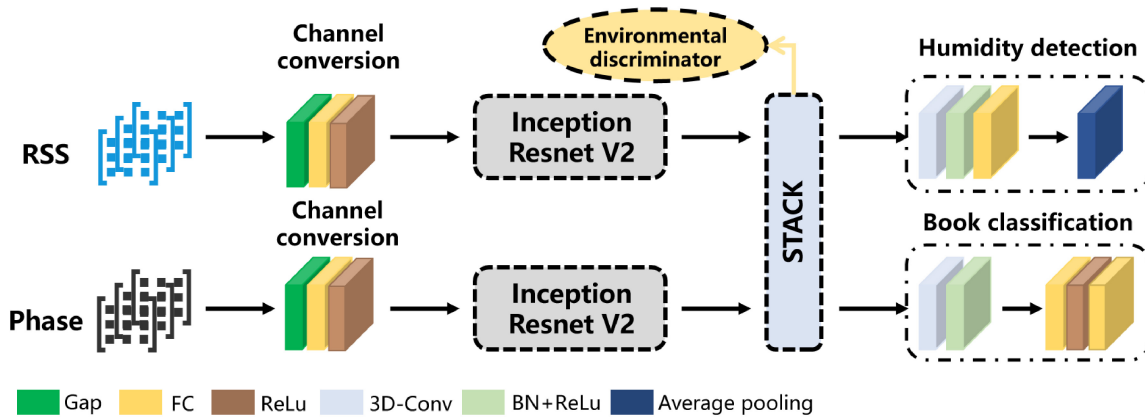 Channel
conversion
Environmental
discriminator
Humidity detection
RSS
Inception
Resnet V2
STACK
Channel
conversion
Book classification
Phase
Inception
Resnet V2
Gap
FC
ReLu
3D-Conv
BN+ReLu
Average pooling